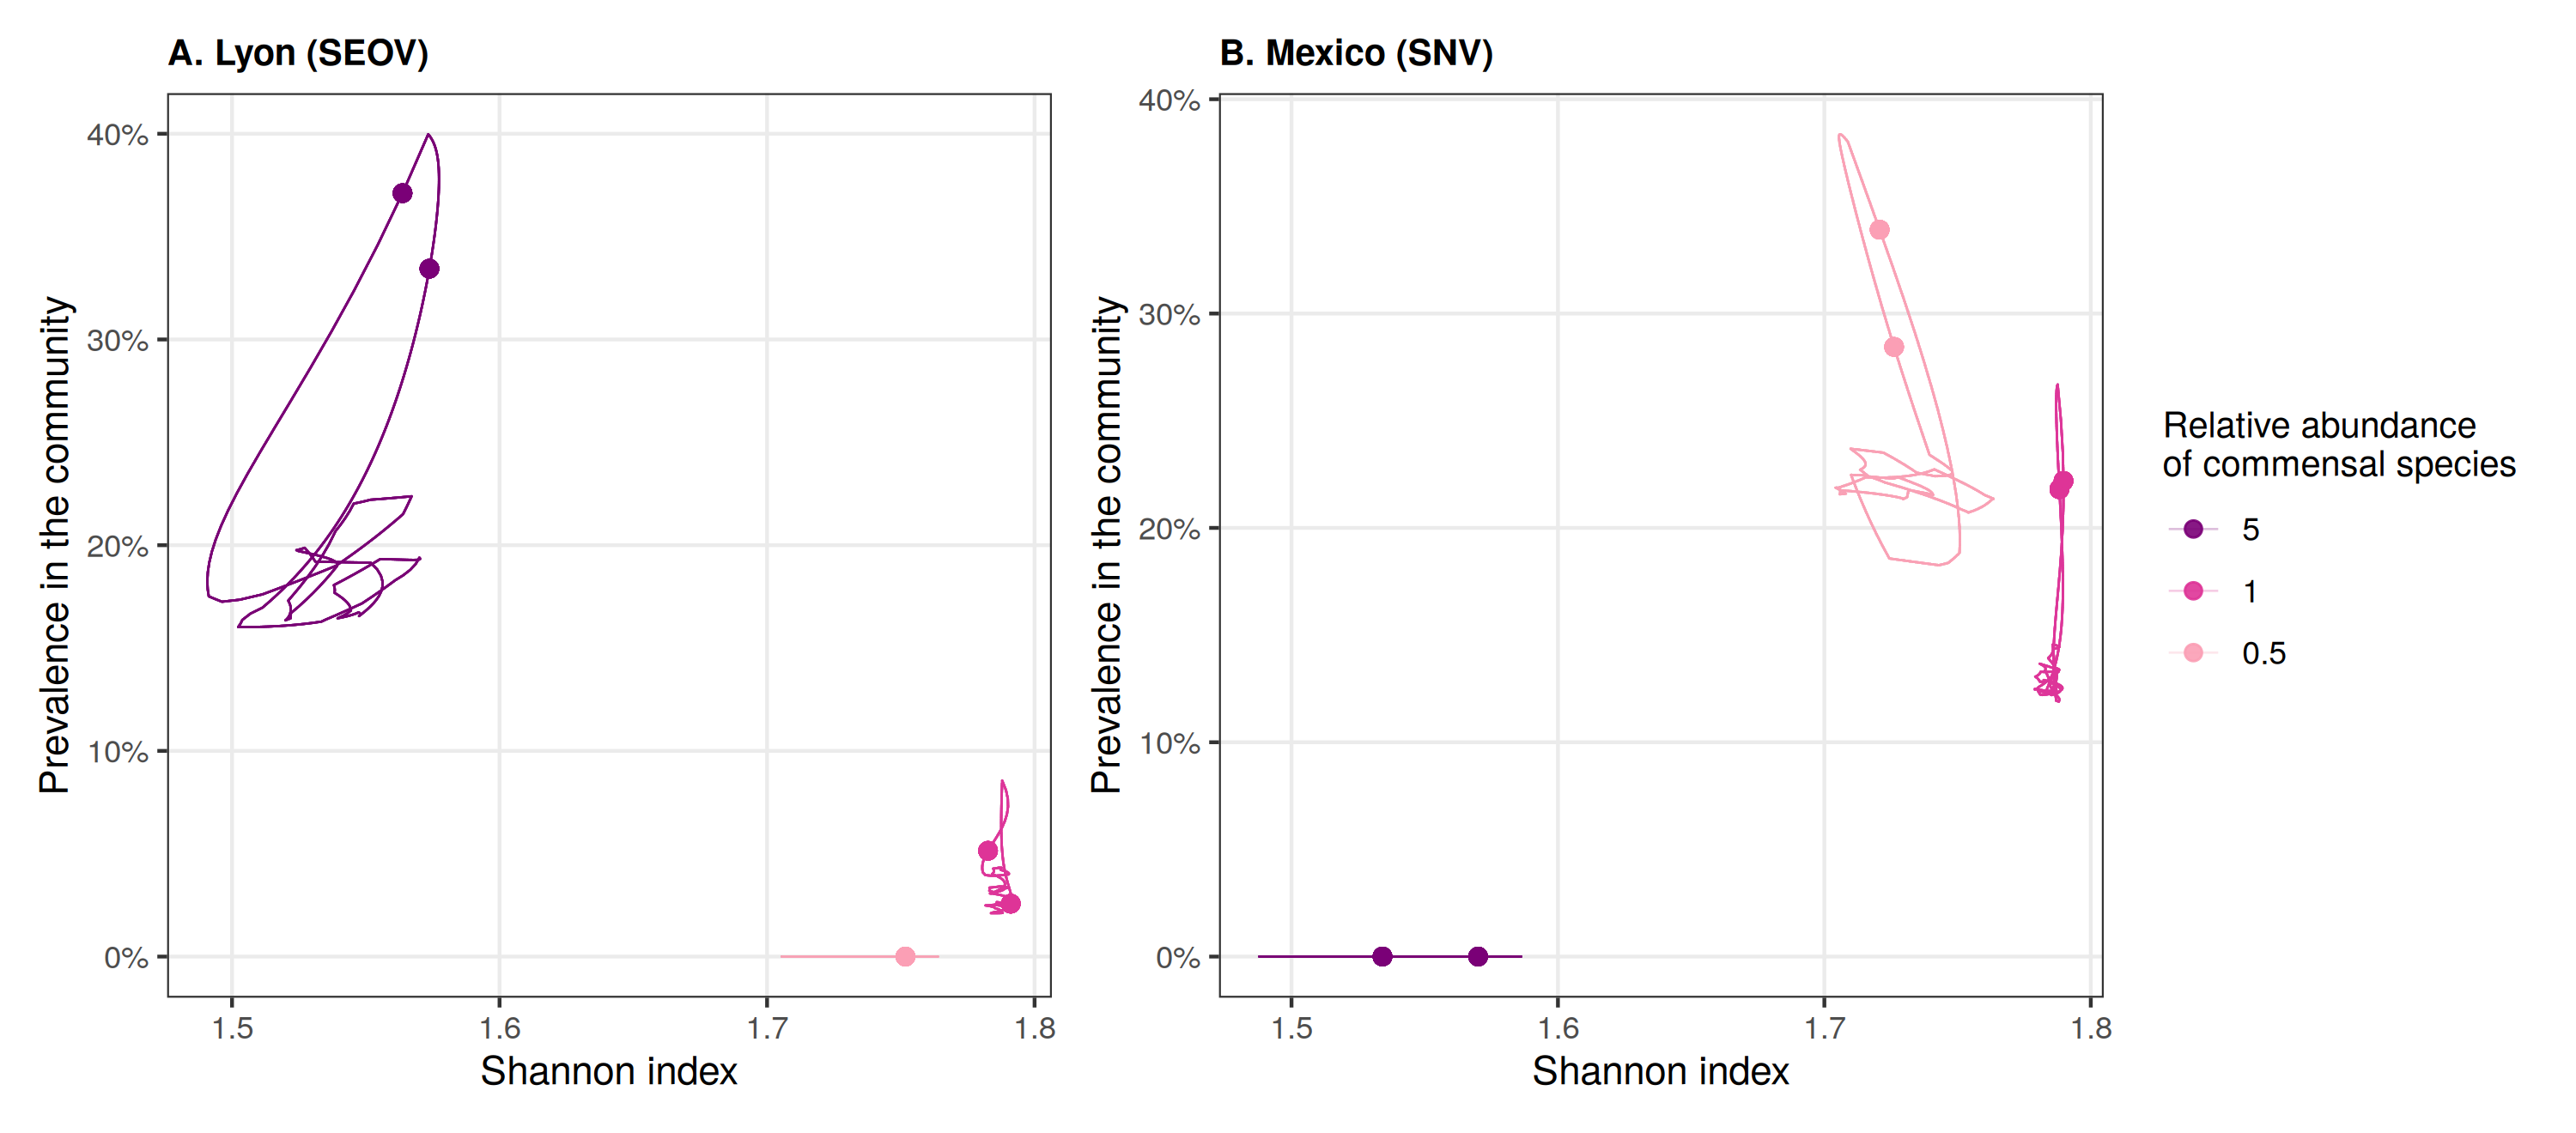 A. Lyon (SEOV)
40%
30%
20%
10%
0%
1.5 1.6 1.7 1.8
Shannon index
Prevalence in the community
B. Mexico (SNV)
40%
30%
20%
10%
0%
1.5 1.6 1.7 1.8
Shannon index
Prevalence in the community
Relative abundance
of commensal species
5
1
0.5